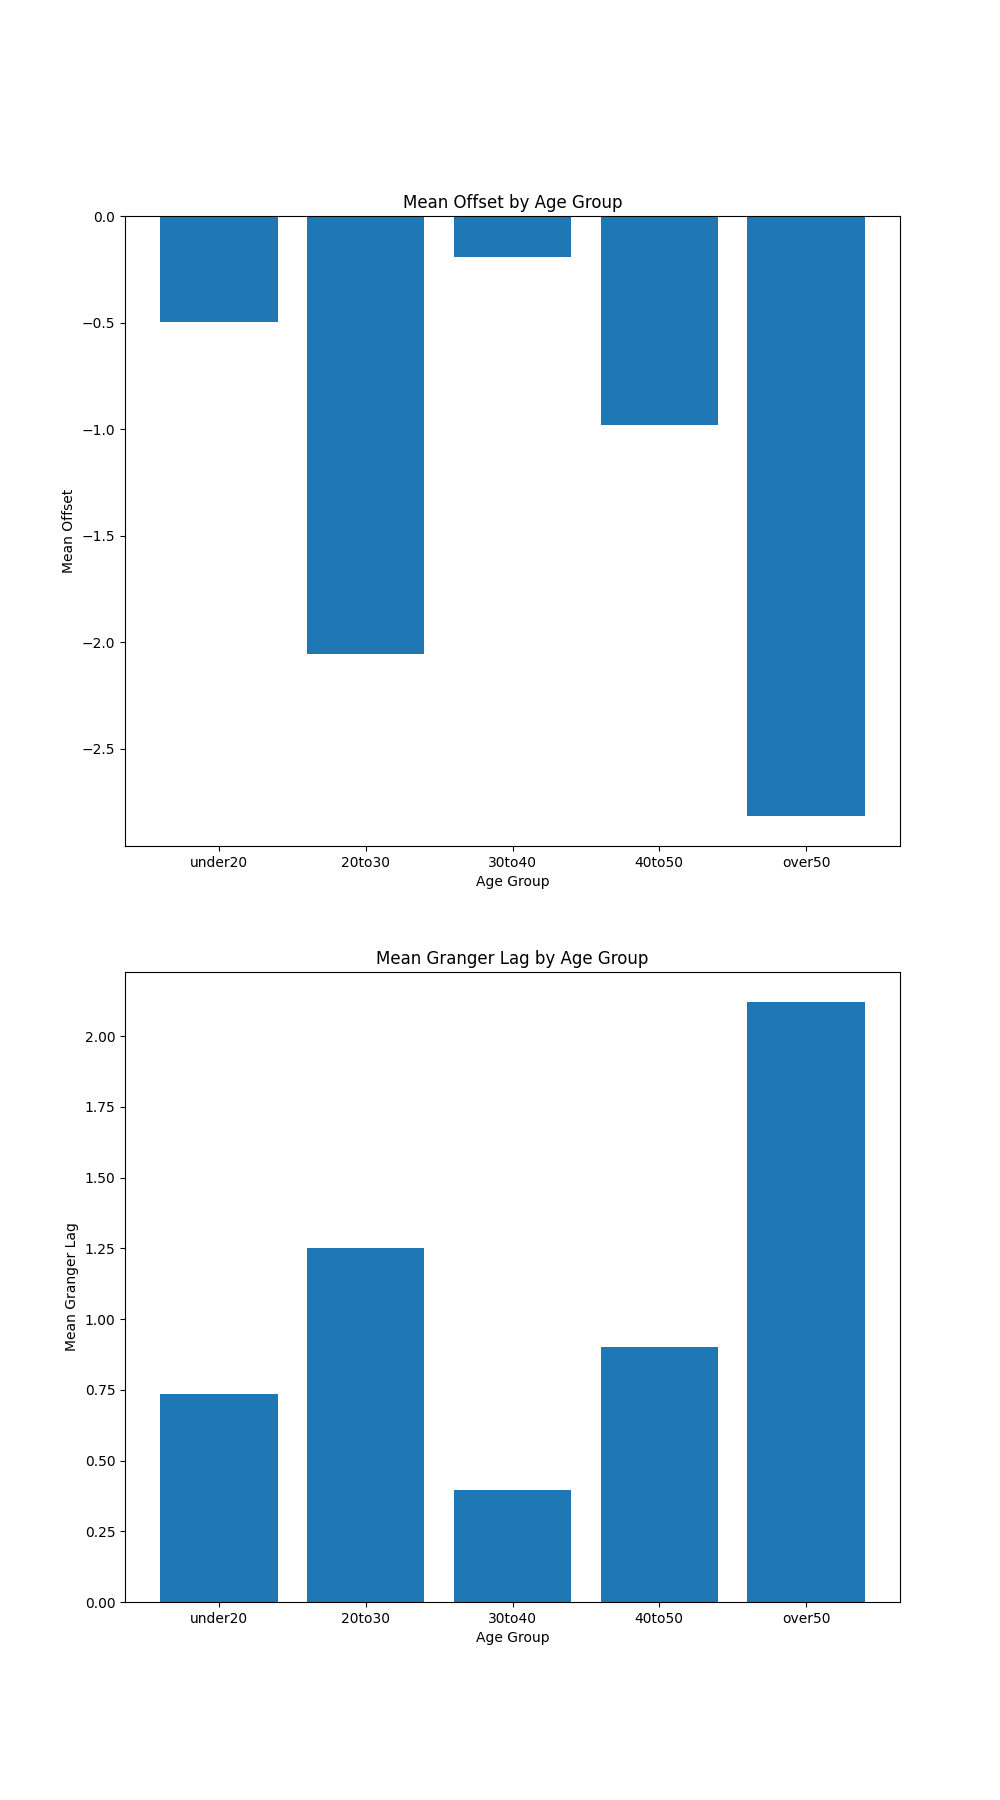 Mean Offset by Age Group
0.0
−0.5
−1.0
−1.5
−2.0
−2.5
Mean Offset
under20 20to30 30to40 40to50 over50
Age Group
Mean Granger Lag by Age Group
2.00
1.75
1.50
1.25
1.00
0.75
0.50
0.25
0.00
Mean Granger Lag
under20 20to30 30to40 40to50 over50
Age Group